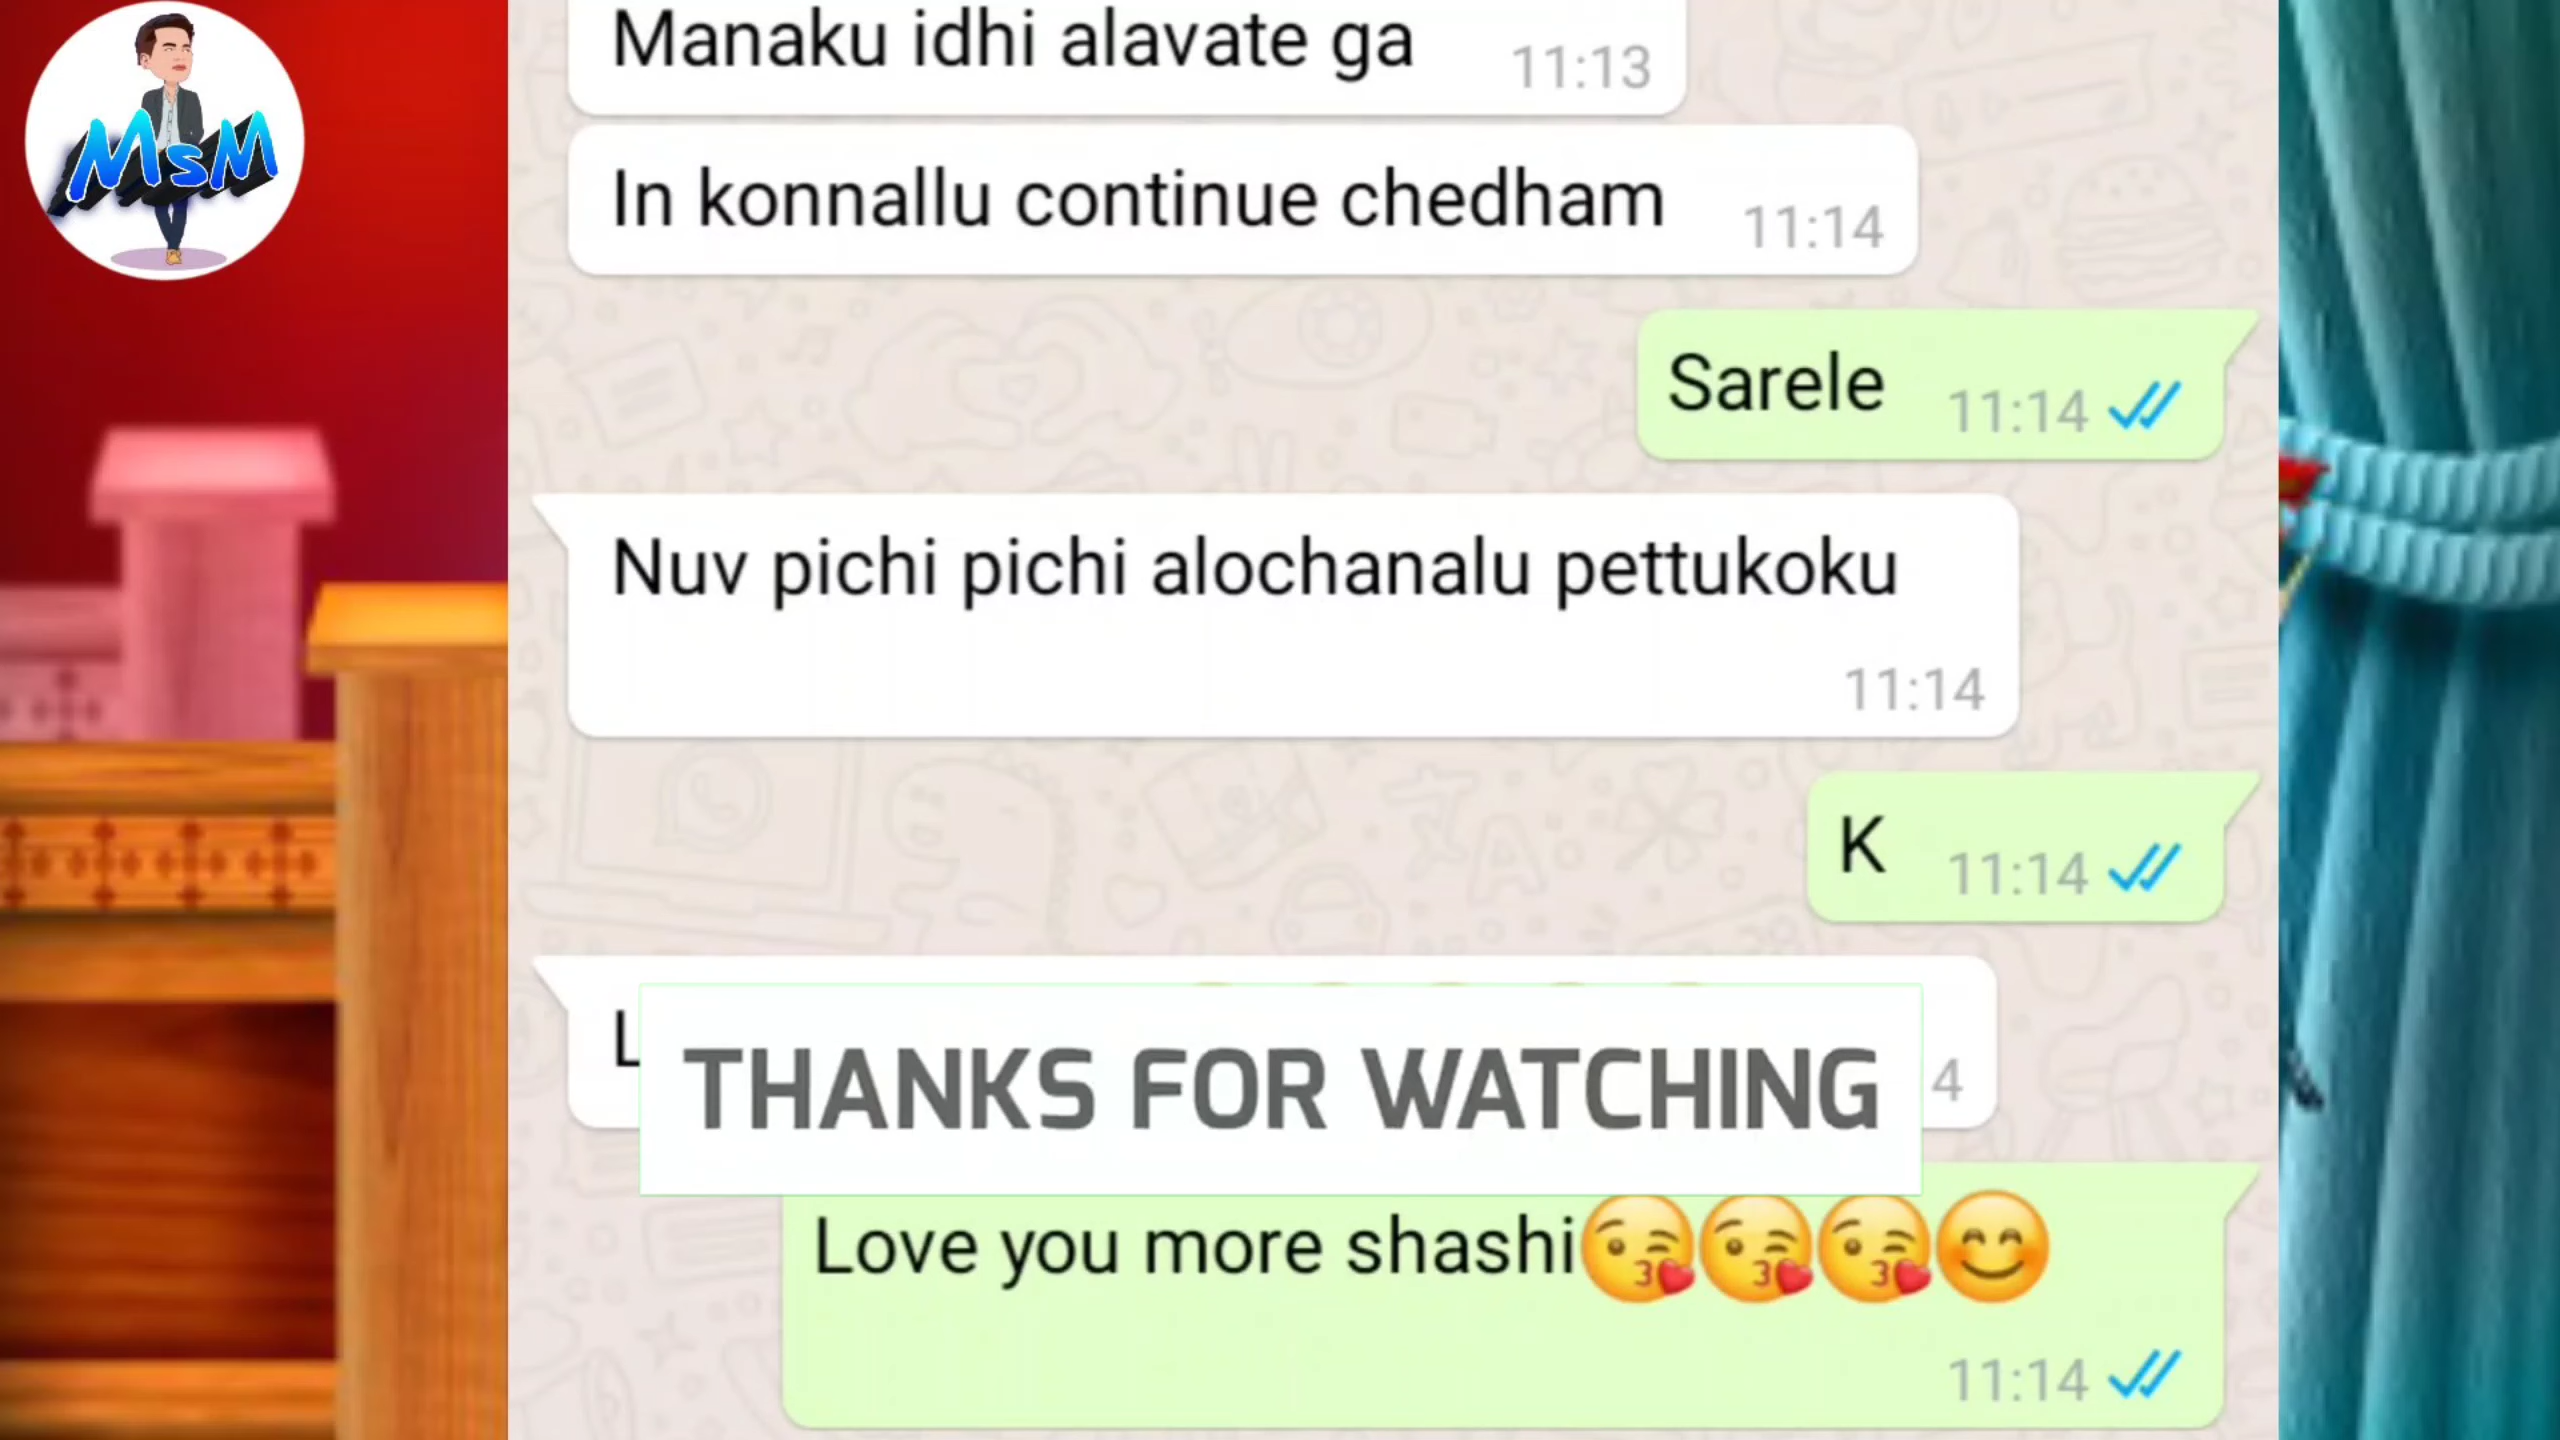 MsM
Manaku idhi alavate ga
11:13
In konnallu continue chedham
11:14
Sarele
11:14
Nuv pichi pichi alochanalu pettukoku
11:14
K
11:14
THANKS FOR WATCHING
Love you more shashi😘😘😘😊
11:14